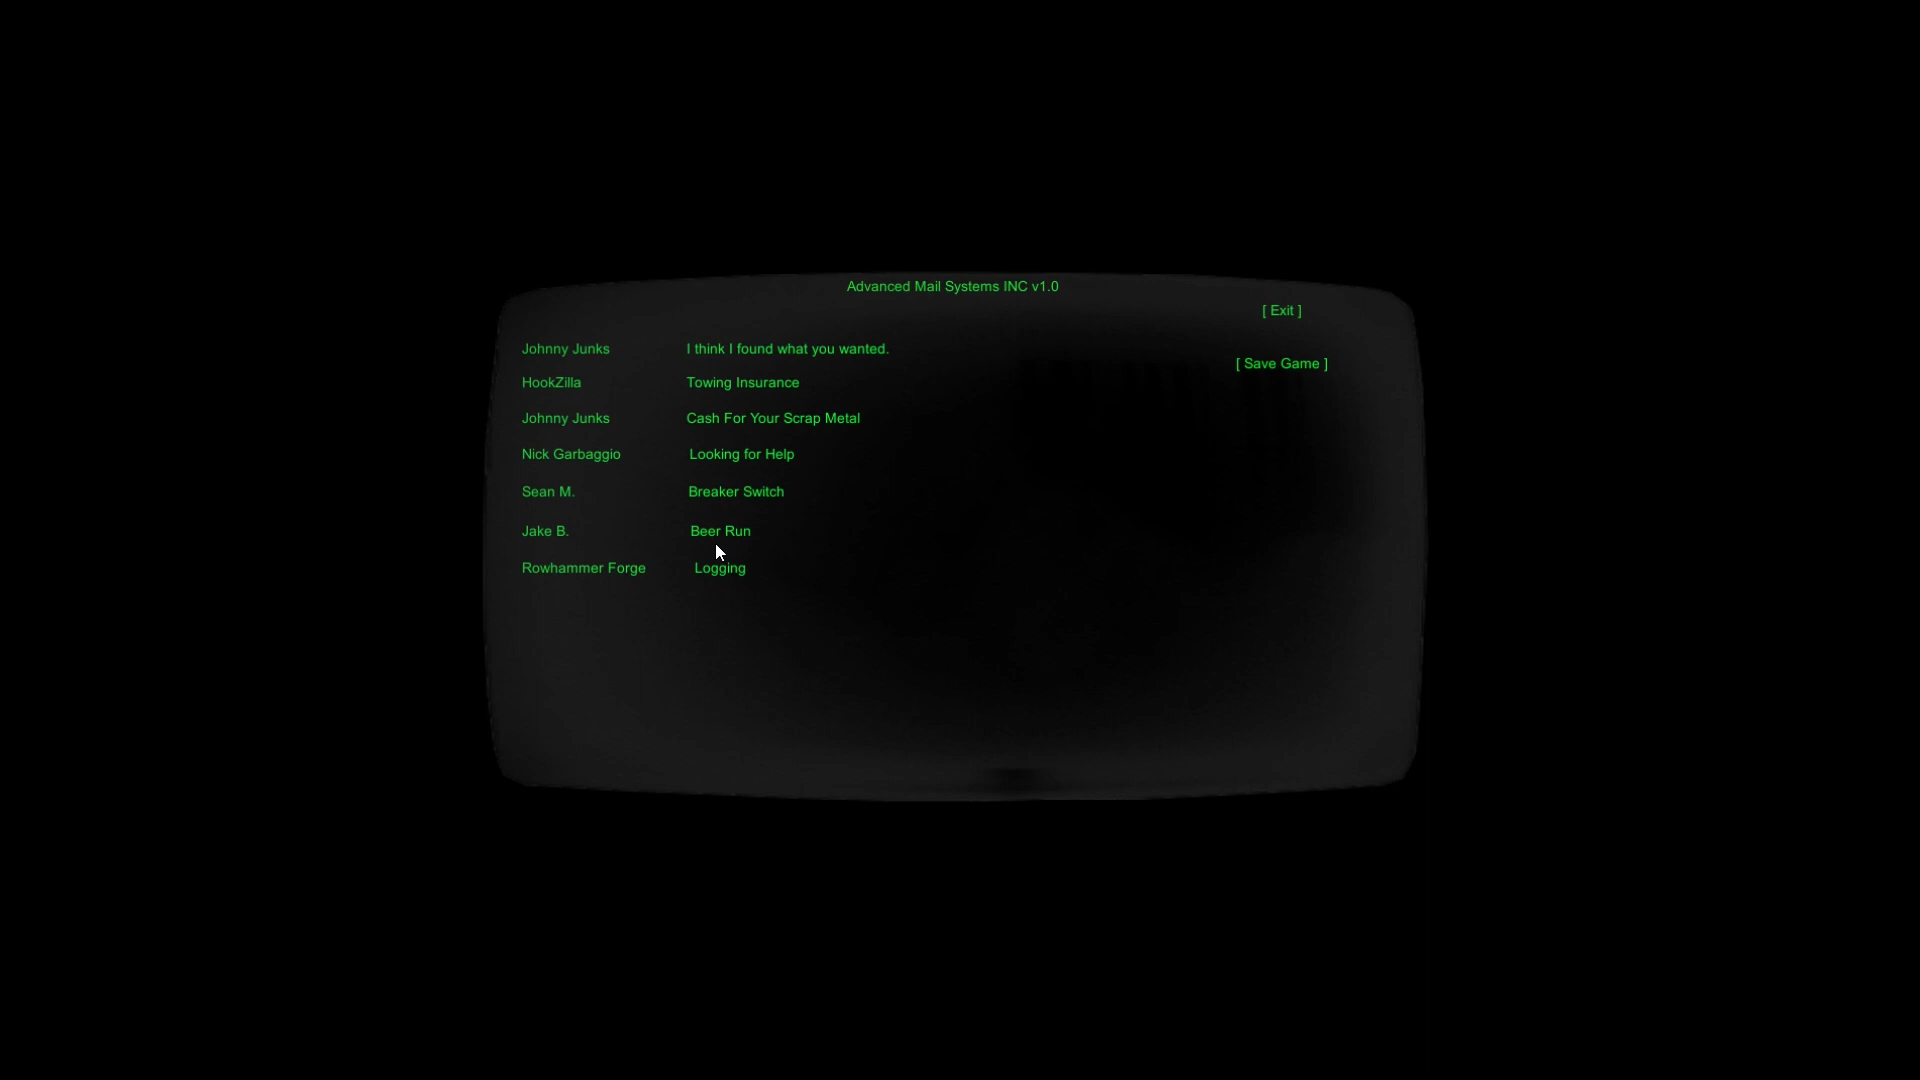 Advanced Mail Systems INC v1.0
[ Exit ]
Johnny Junks I think I found what you wanted.
[ Save Game ]
HookZilla Towing Insurance
Johnny Junks Cash For Your Scrap Metal
Nick Garbaggio Looking for Help
Sean M. Breaker Switch
Jake B. Beer Run
Rowhammer Forge Logging